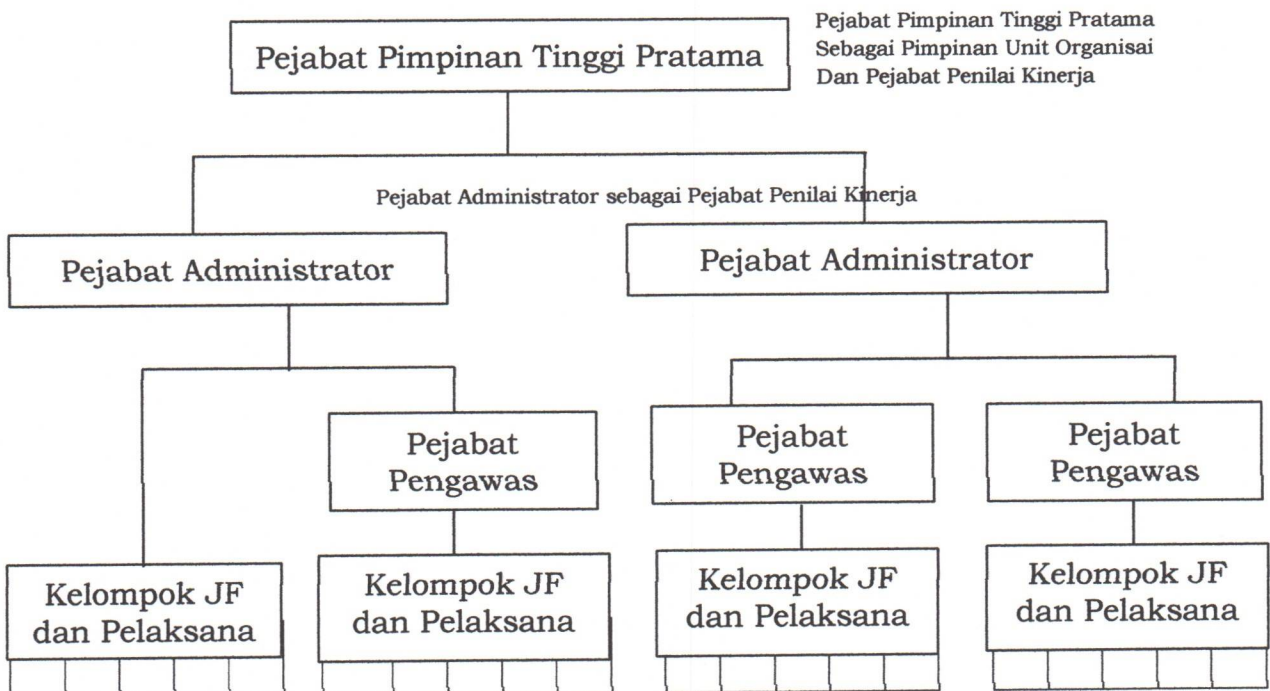 Pejabat Pimpinan Tinggi Pratama
Pejabat Pimpinan Tinggi Pratama
Sebagai Pimpinan Unit Organisai
Dan Pejabat Penilai Kinerja
Pejabat Administrator sebagai Pejabat Penilai Kinerja
Pejabat Administrator
Pejabat Administrator
Pejabat
Pengawas
Pejabat
Pengawas
Pejabat
Pengawas
Kelompok JF
dan Pelaksana
Kelompok JF
dan Pelaksana
Kelompok JF
dan Pelaksana
Kelompok JF
dan Pelaksana